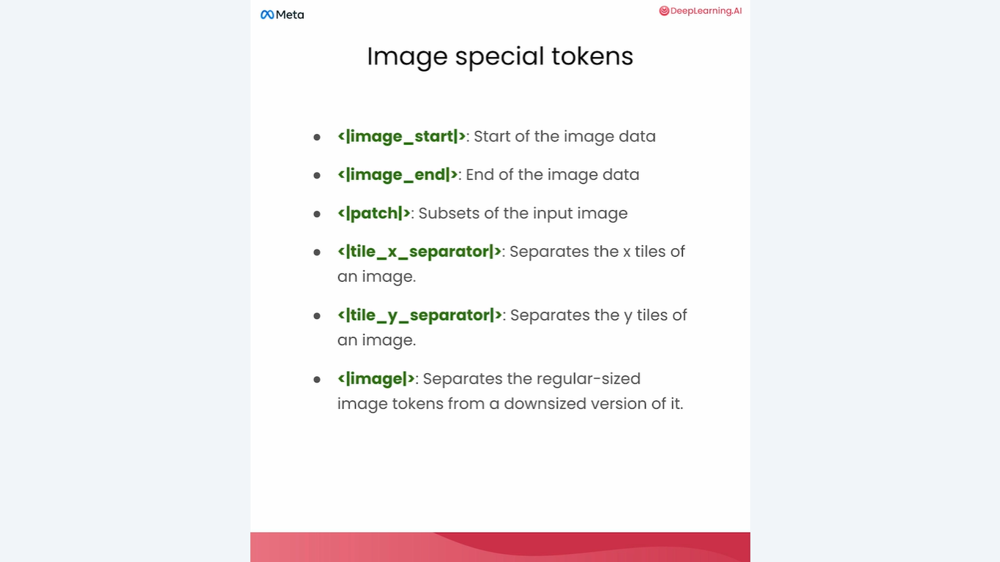 Meta
DeepLearning.AI
Image special tokens
● <|image_start|>: Start of the image data
● <|image_end|>: End of the image data
● <|patch|>: Subsets of the input image
● <|tile_x_separator|>: Separates the x tiles of
an image.
● <|tile_y_separator|>: Separates the y tiles of
an image.
● <|image|>: Separates the regular-sized
image tokens from a downsized version of it.